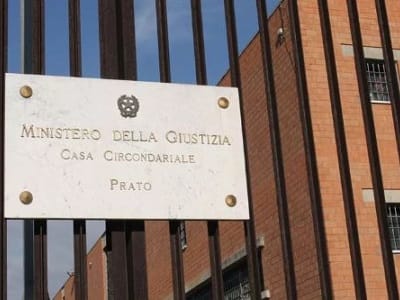 MINISTERO DELLA GIUSTIZIA
CASA CIRCONDARIALE
PRATO